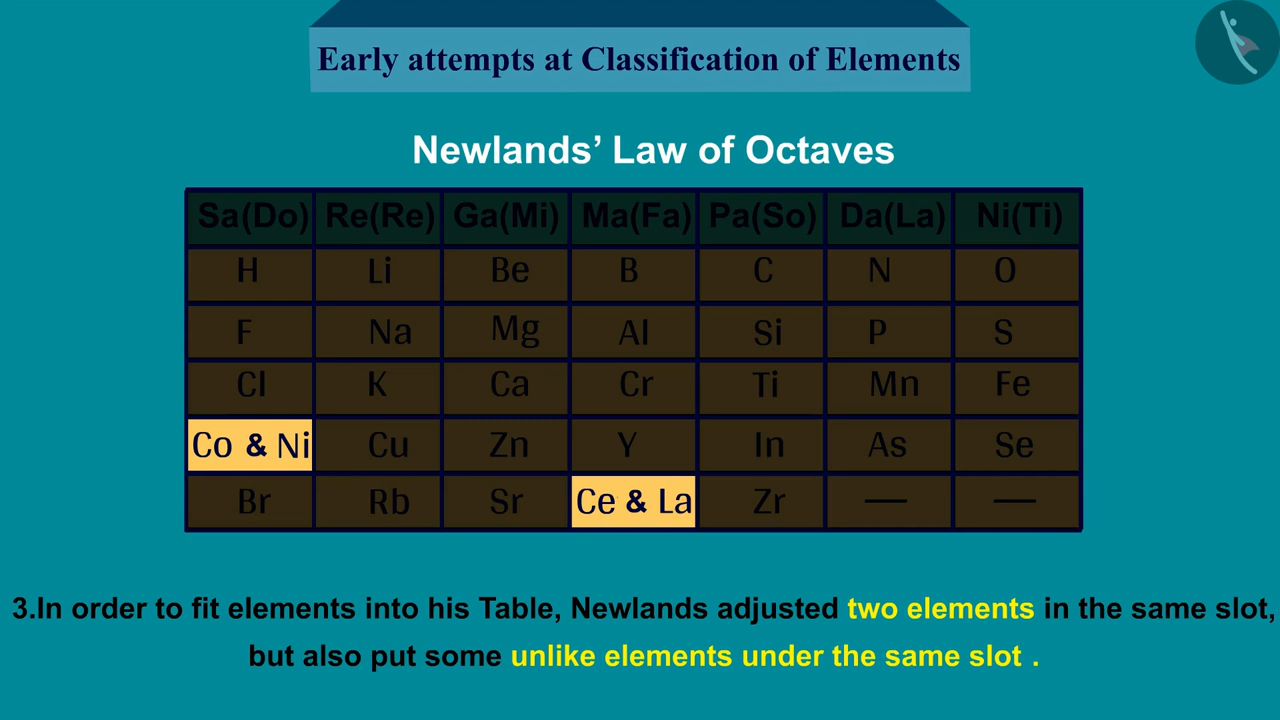 Early attempts at Classification of Elements
Newlands’ Law of Octaves
Sa(Do) Re(Re) Ga(Mi) Ma(Fa) Pa(So) Da(La) Ni(Ti)
H Li Be B C N O
F Na Mg Al Si P S
Cl K Ca Cr Ti Mn Fe
Co & Ni Cu Zn Y In As Se
Br Rb Sr Ce & La Zr — —
3.In order to fit elements into his Table, Newlands adjusted two elements in the same slot,
but also put some unlike elements under the same slot .